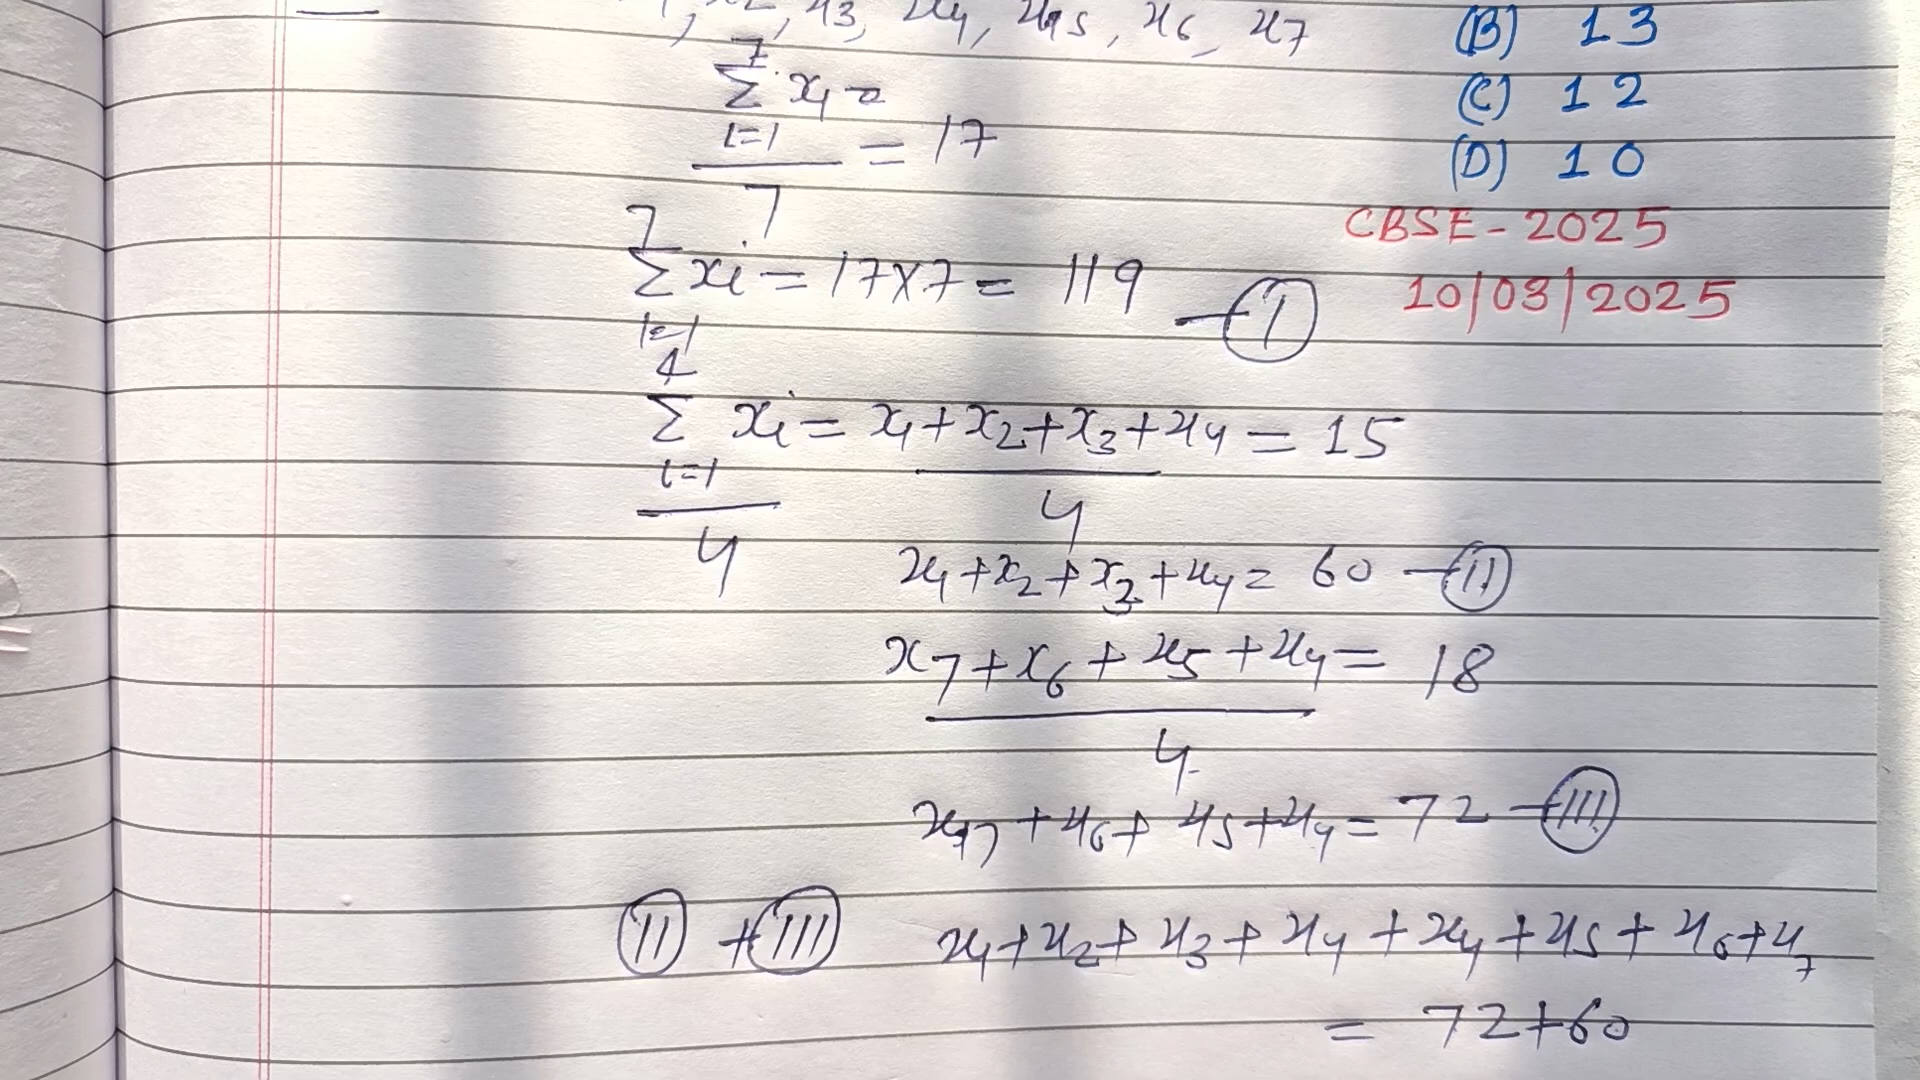 x2, x3, x4, x5, x6, x7
(B) 13
7
Σ xi =
i=1
7
= 17
(C) 12
(D) 10
CBSE - 2025
10/03/2025
7
Σ xi = 17×7 = 119 — (I)
i=1
4
Σ xi = x1+x2+x3+x4 = 15
i=1
4 4
x1+x2+x3+x4 = 60 — (II)
x7+x6+x5+x4 = 18
4
x7+x6+x5+x4 = 72 — (III)
(II) + (III) x1+x2+x3+x4+x4+x5+x6+x7
= 72+60